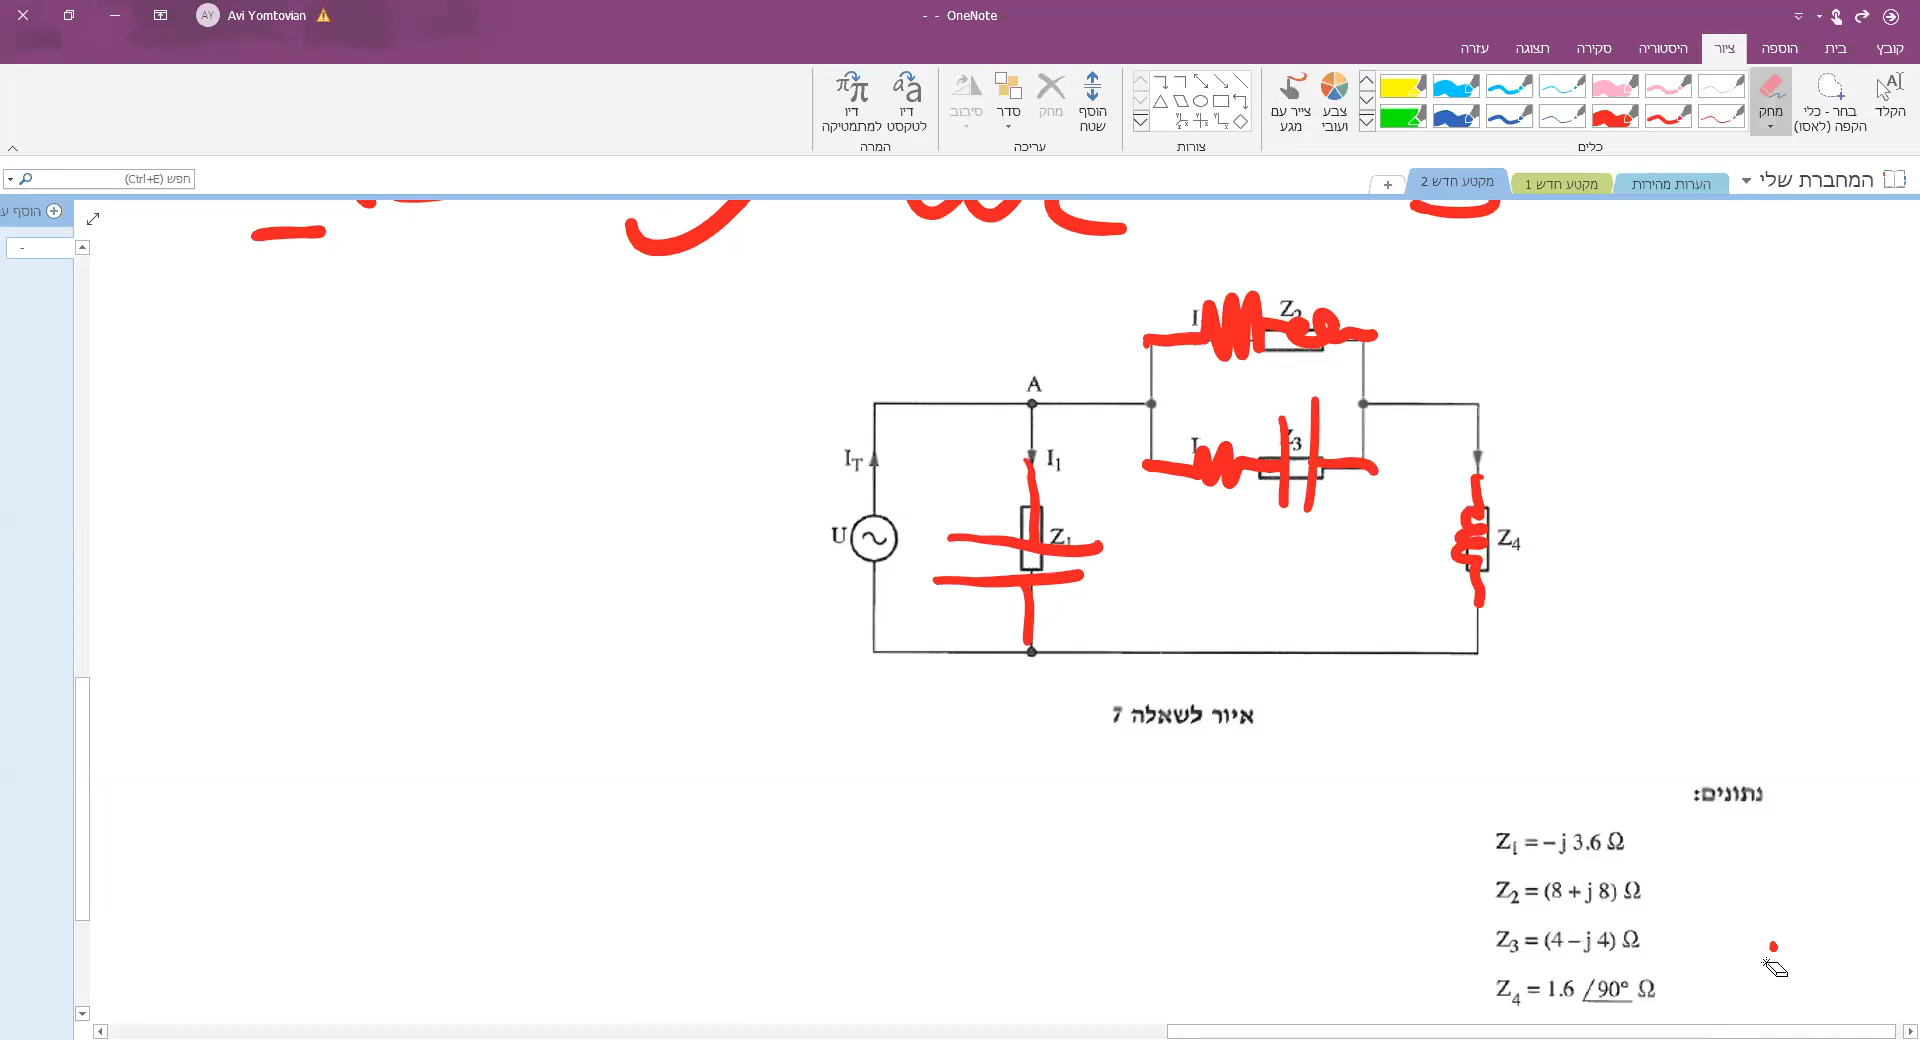 Avi Yomtovian
AY
- - OneNote
קובץ
בית
הוספה
ציור
היסטוריה
סקירה
תצוגה
עזרה
הקלד
בחר - כלי הקפה (לאסו)
מחק
צבע ועובי
צייר עם מגע
הוסף שטח
מחק
סדר
סיבוב
דיו לטקסט
דיו למתמטיקה
כלים
צורות
עריכה
המרה
המחברת שלי
הערות מהירות
מקטע חדש 1
מקטע חדש 2
+
חפש (Ctrl+E)
הוסף
-
Z2
A
Z3
IT
I1
U
Z1
Z4
איור לשאלה 7
נתונים:
Z1 = –j 3.6 Ω
Z2 = (8 + j 8) Ω
Z3 = (4 – j 4) Ω
Z4 = 1.6 /90° Ω